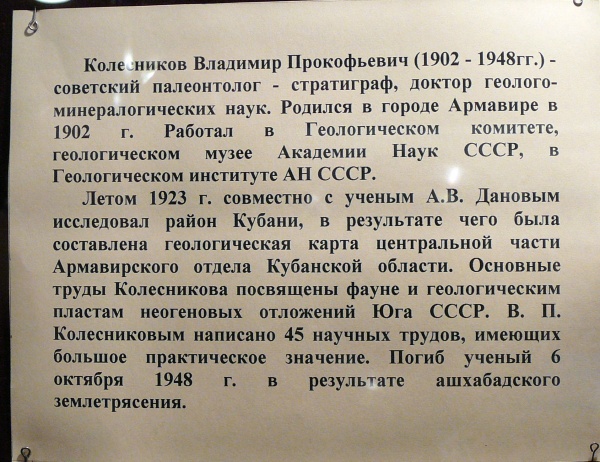 Колесников Владимир Прокофьевич (1902 - 1948гг.) -
советский палеонтолог - стратиграф, доктор геолого-
минералогических наук. Родился в городе Армавире в
1902 г. Работал в Геологическом комитете,
геологическом музее Академии Наук СССР, в
Геологическом институте АН СССР.
Летом 1923 г. совместно с ученым А.В. Дановым
исследовал район Кубани, в результате чего была
составлена геологическая карта центральной части
Армавирского отдела Кубанской области. Основные
труды Колесникова посвящены фауне и геологическим
пластам неогеновых отложений Юга СССР. В. П.
Колесниковым написано 45 научных трудов, имеющих
большое практическое значение. Погиб ученый 6
октября 1948 г. в результате ашхабадского
землетрясения.